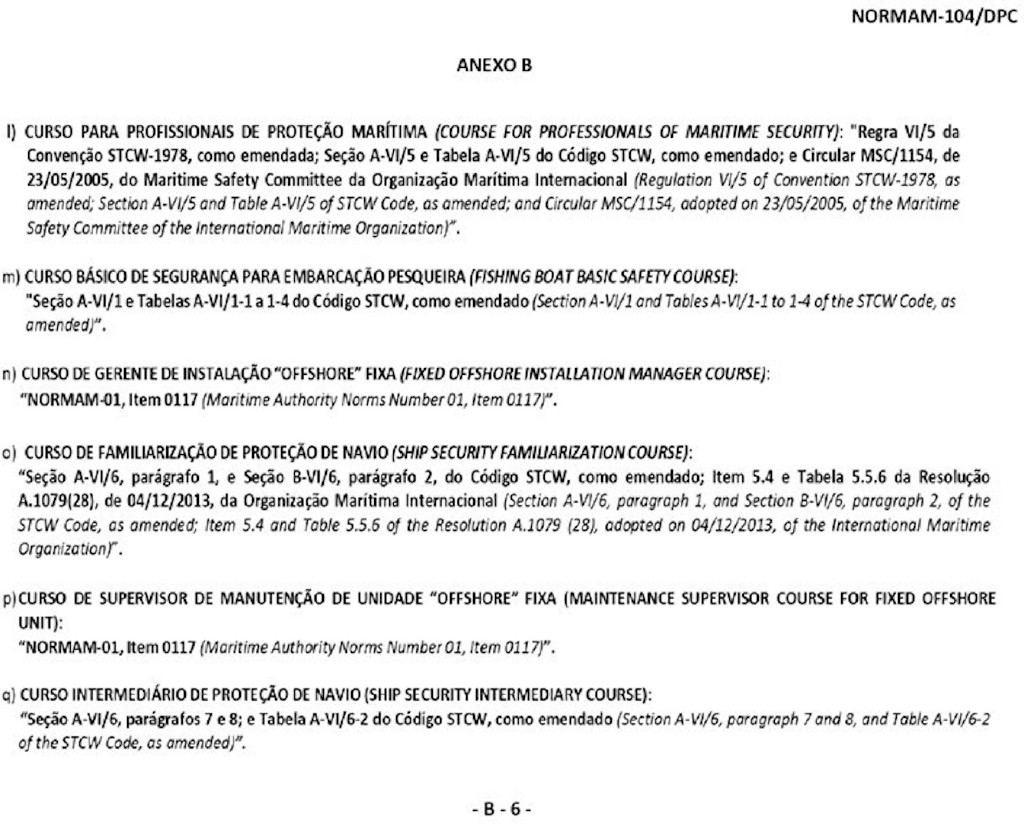 NORMAM-104/DPC
ANEXO B
l) CURSO PARA PROFISSIONAIS DE PROTEÇÃO MARÍTIMA (COURSE FOR PROFESSIONALS OF MARITIME SECURITY): "Regra VI/5 da
Convenção STCW-1978, como emendada; Seção A-VI/5 e Tabela A-VI/5 do Código STCW, como emendado; e Circular MSC/1154, de
23/05/2005, do Maritime Safety Committee da Organização Marítima Internacional (Regulation VI/5 of Convention STCW-1978, as
amended; Section A-VI/5 and Table A-VI/5 of STCW Code, as amended; and Circular MSC/1154, adopted on 23/05/2005, of the Maritime
Safety Committee of the International Maritime Organization)".
m) CURSO BÁSICO DE SEGURANÇA PARA EMBARCAÇÃO PESQUEIRA (FISHING BOAT BASIC SAFETY COURSE):
"Seção A-VI/1 e Tabelas A-VI/1-1 a 1-4 do Código STCW, como emendado (Section A-VI/1 and Tables A-VI/1-1 to 1-4 of the STCW Code, as
amended)".
n) CURSO DE GERENTE DE INSTALAÇÃO "OFFSHORE" FIXA (FIXED OFFSHORE INSTALLATION MANAGER COURSE):
"NORMAM-01, Item 0117 (Maritime Authority Norms Number 01, Item 0117)".
o) CURSO DE FAMILIARIZAÇÃO DE PROTEÇÃO DE NAVIO (SHIP SECURITY FAMILIARIZATION COURSE):
"Seção A-VI/6, parágrafo 1, e Seção B-VI/6, parágrafo 2, do Código STCW, como emendado; Item 5.4 e Tabela 5.5.6 da Resolução
A.1079(28), de 04/12/2013, da Organização Marítima Internacional (Section A-VI/6, paragraph 1, and Section B-VI/6, paragraph 2, of the
STCW Code, as amended; Item 5.4 and Table 5.5.6 of the Resolution A.1079 (28), adopted on 04/12/2013, of the International Maritime
Organization)".
p)CURSO DE SUPERVISOR DE MANUTENÇÃO DE UNIDADE "OFFSHORE" FIXA (MAINTENANCE SUPERVISOR COURSE FOR FIXED OFFSHORE
UNIT):
"NORMAM-01, Item 0117 (Maritime Authority Norms Number 01, Item 0117)".
q) CURSO INTERMEDIÁRIO DE PROTEÇÃO DE NAVIO (SHIP SECURITY INTERMEDIARY COURSE):
"Seção A-VI/6, parágrafos 7 e 8; e Tabela A-VI/6-2 do Código STCW, como emendado (Section A-VI/6, paragraph 7 and 8, and Table A-VI/6-2
of the STCW Code, as amended)".
- B - 6 -